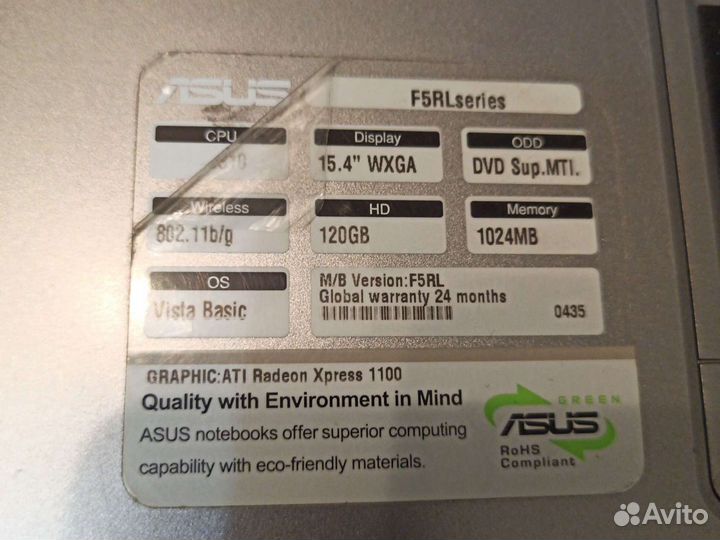 ASUS
F5RLseries
CPU
Display
15.4" WXGA
ODD
DVD Sup.MTI.
Wireless
802.11b/g
HD
120GB
Memory
1024MB
OS
Vista Basic
M/B Version:F5RL
Global warranty 24 months
0435
GRAPHIC:ATI Radeon Xpress 1100
Quality with Environment in Mind
ASUS notebooks offer superior computing
capability with eco-friendly materials.
GREEN
ASUS
RoHS
Compliant
Avito